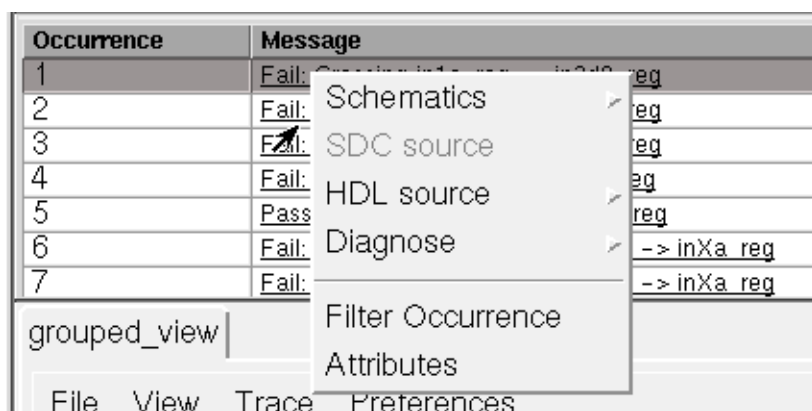 Occurrence Message
1 Fail: reg
2 Fail: reg
3 Fail: reg
4 Fail:
5 Pass reg
6 Fail: -> inXa_reg
7 Fail: -> inXa_reg
Schematics
SDC source
HDL source
Diagnose
Filter Occurrence
Attributes
grouped_view
File View Trace Preferences